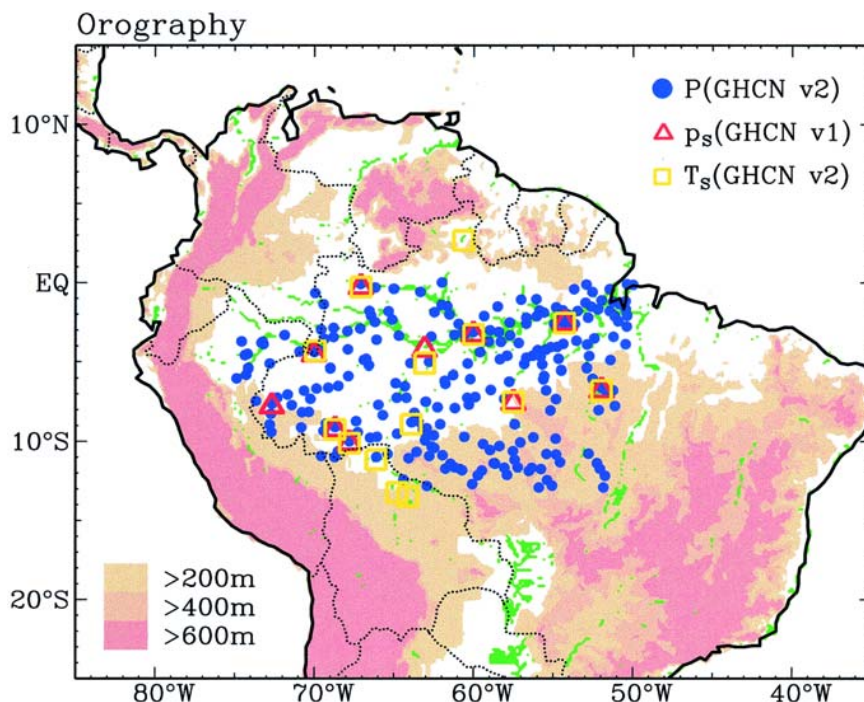 Orography
P(GHCN v2)
ps(GHCN v1)
Ts(GHCN v2)
10°N
EQ
10°S
20°S
>200m
>400m
>600m
80°W
70°W
60°W
50°W
40°W